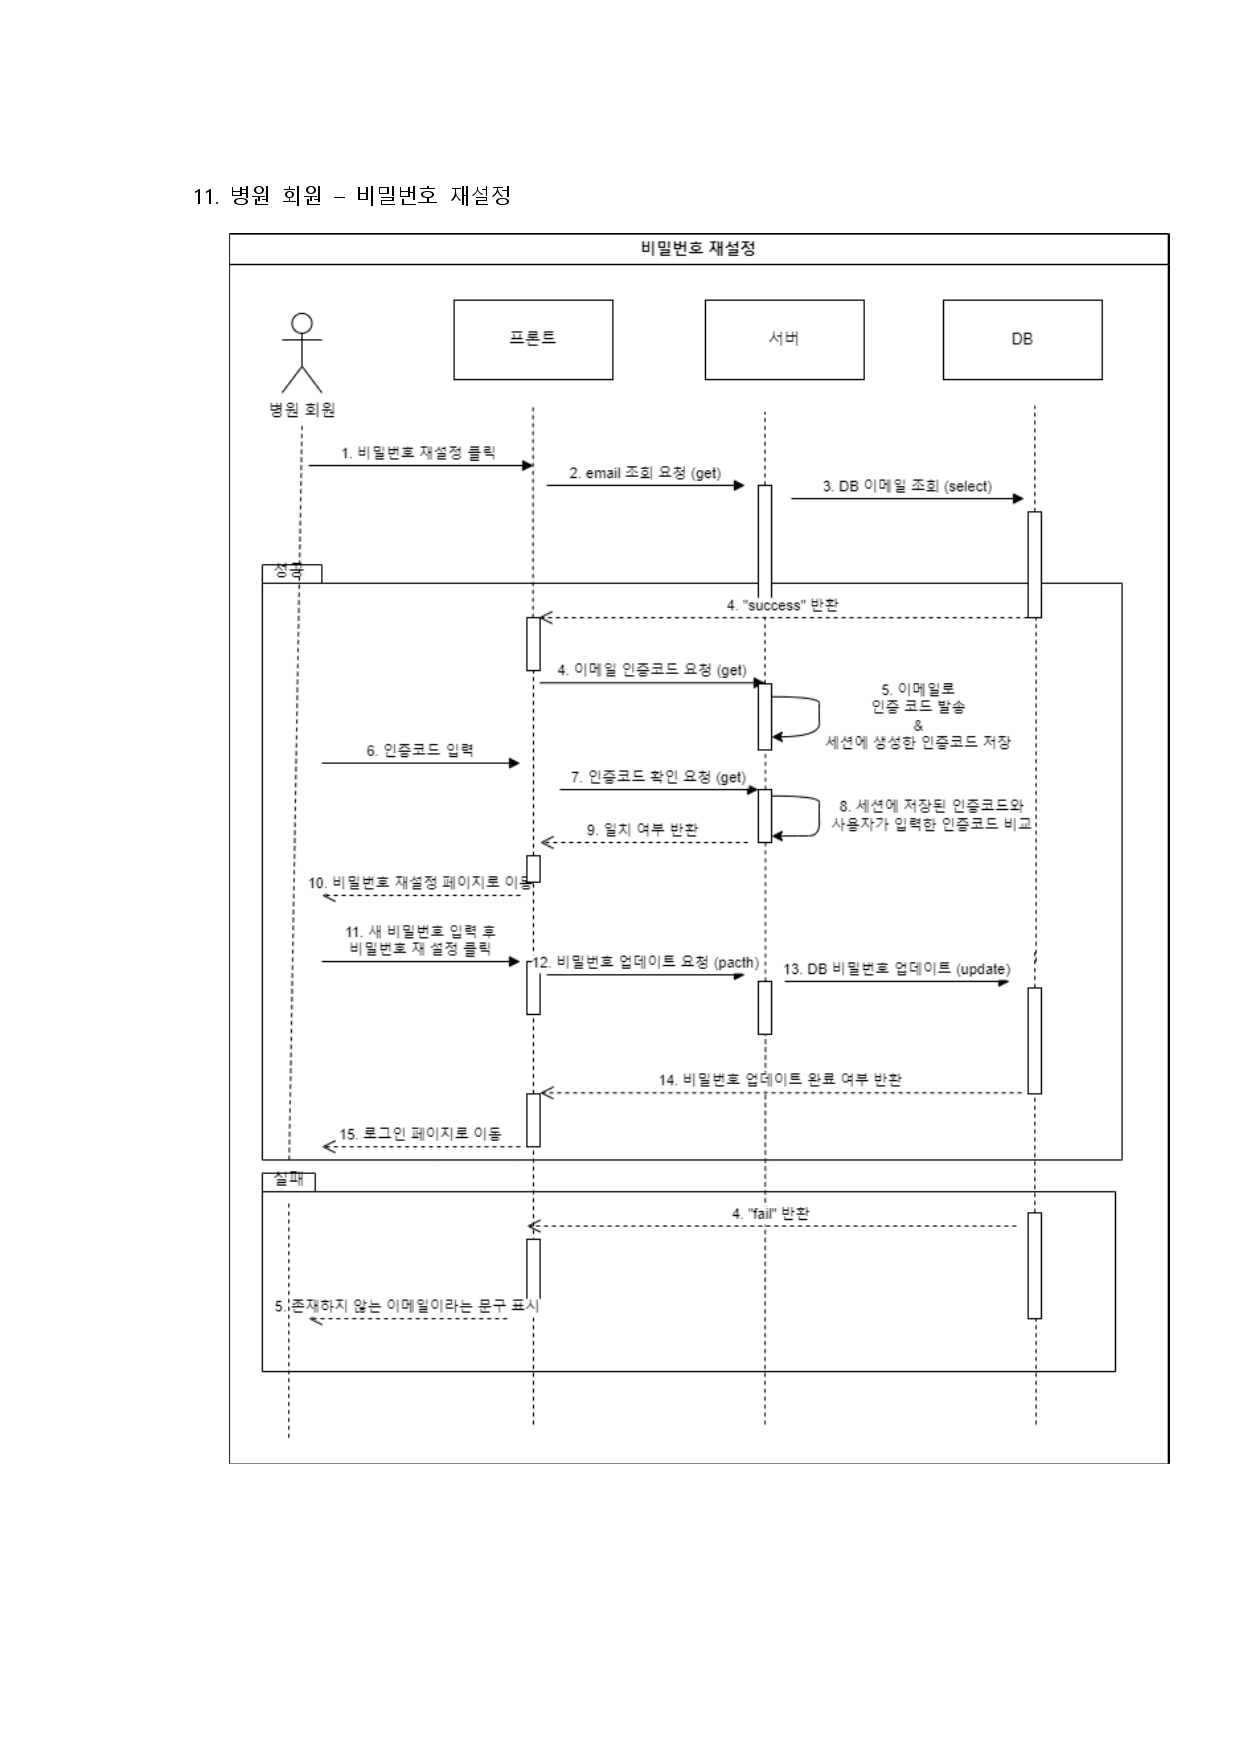 11. 병원 회원 – 비밀번호 재설정
비밀번호 재설정
프론트
서버
DB
병원 회원
1. 비밀번호 재설정 클릭
2. email 조회 요청 (get)
3. DB 이메일 조회 (select)
성공
4. "success" 반환
4. 이메일 인증코드 요청 (get)
5. 이메일로
인증 코드 발송
&
세션에 생성한 인증코드 저장
6. 인증코드 입력
7. 인증코드 확인 요청 (get)
8. 세션에 저장된 인증코드와
사용자가 입력한 인증코드 비교
9. 일치 여부 반환
10. 비밀번호 재설정 페이지로 이동
11. 새 비밀번호 입력 후
비밀번호 재 설정 클릭
12. 비밀번호 업데이트 요청 (pacth)
13. DB 비밀번호 업데이트 (update)
14. 비밀번호 업데이트 완료 여부 반환
15. 로그인 페이지로 이동
실패
4. "fail" 반환
5. 존재하지 않는 이메일이라는 문구 표시